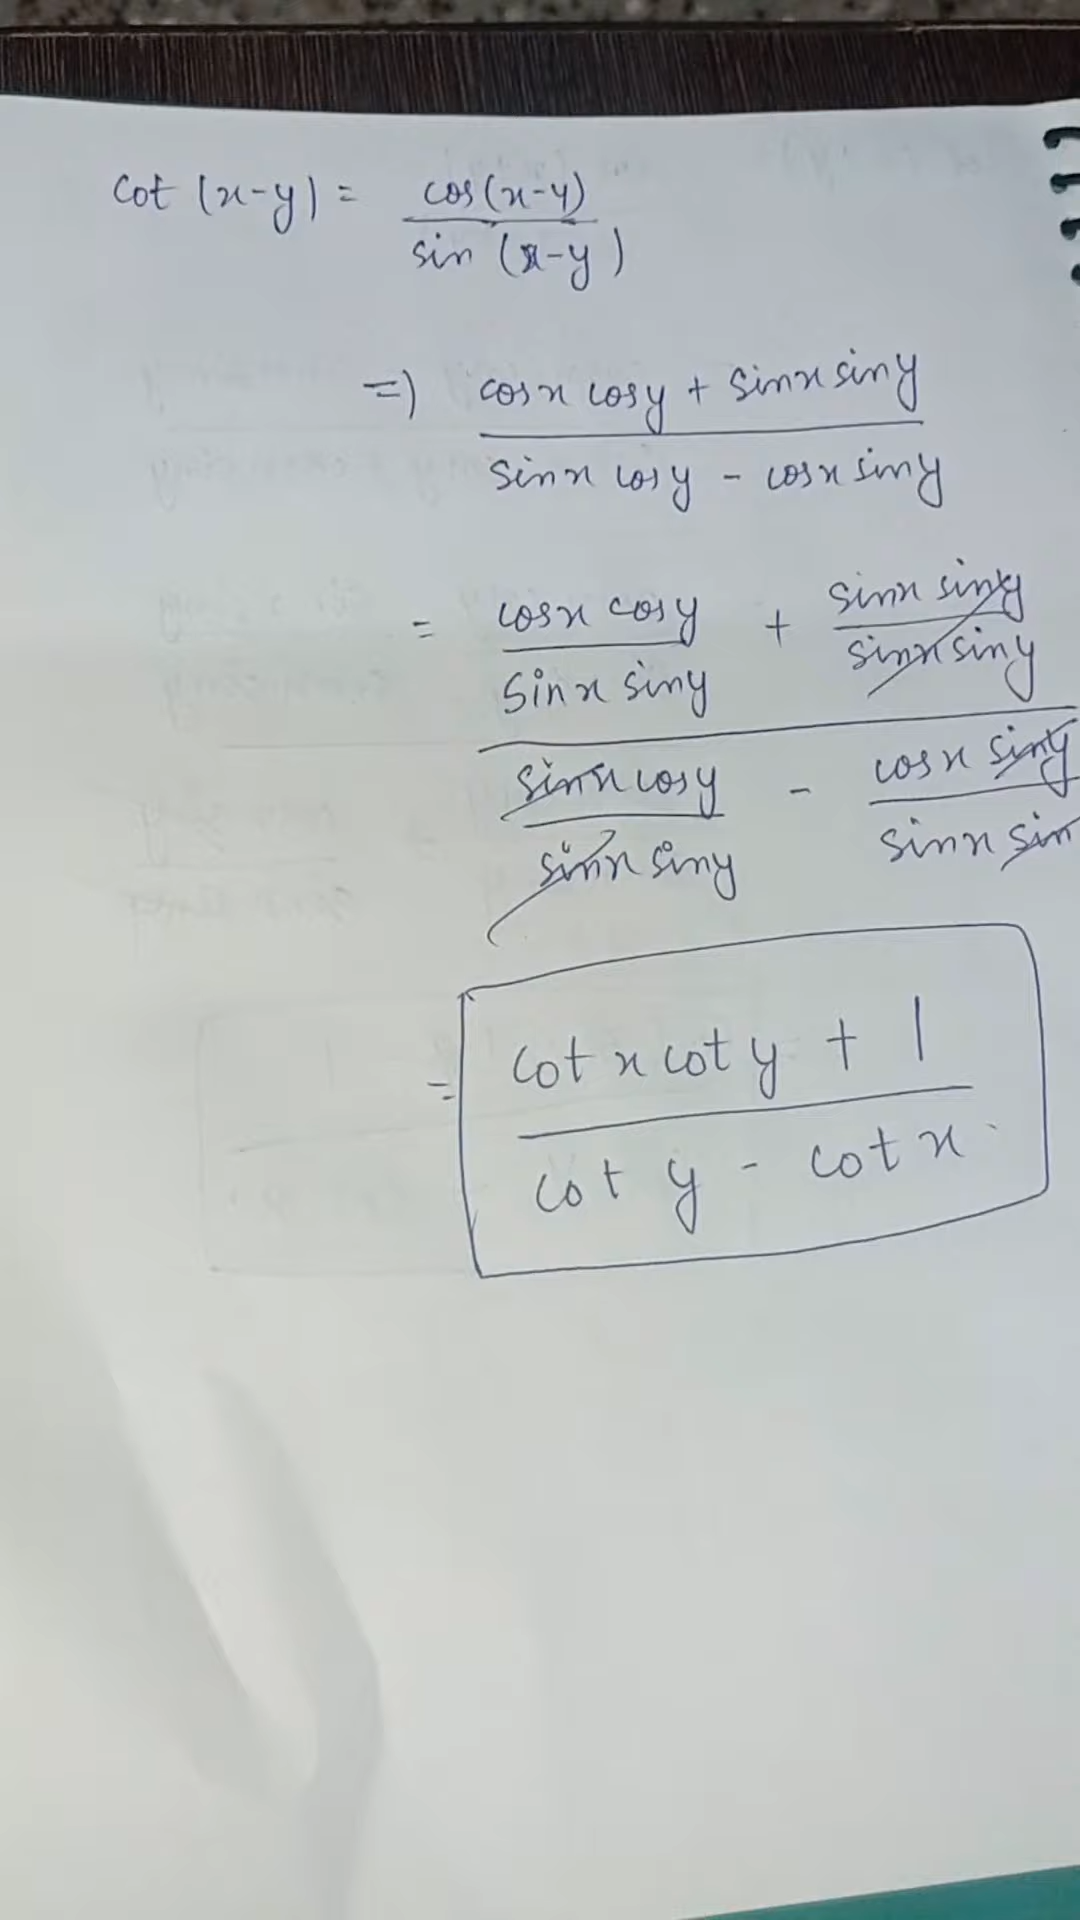 cot (x-y) = cos(x-y)
sin (x-y)
=) cosx cosy + sinx siny
sinx cosy - cosx siny
= cosx cosy + sinx siny
sinx siny sinx siny
sinx cosy - cosx siny
sinx siny sinx sin
= cot x cot y + 1
cot y - cot x